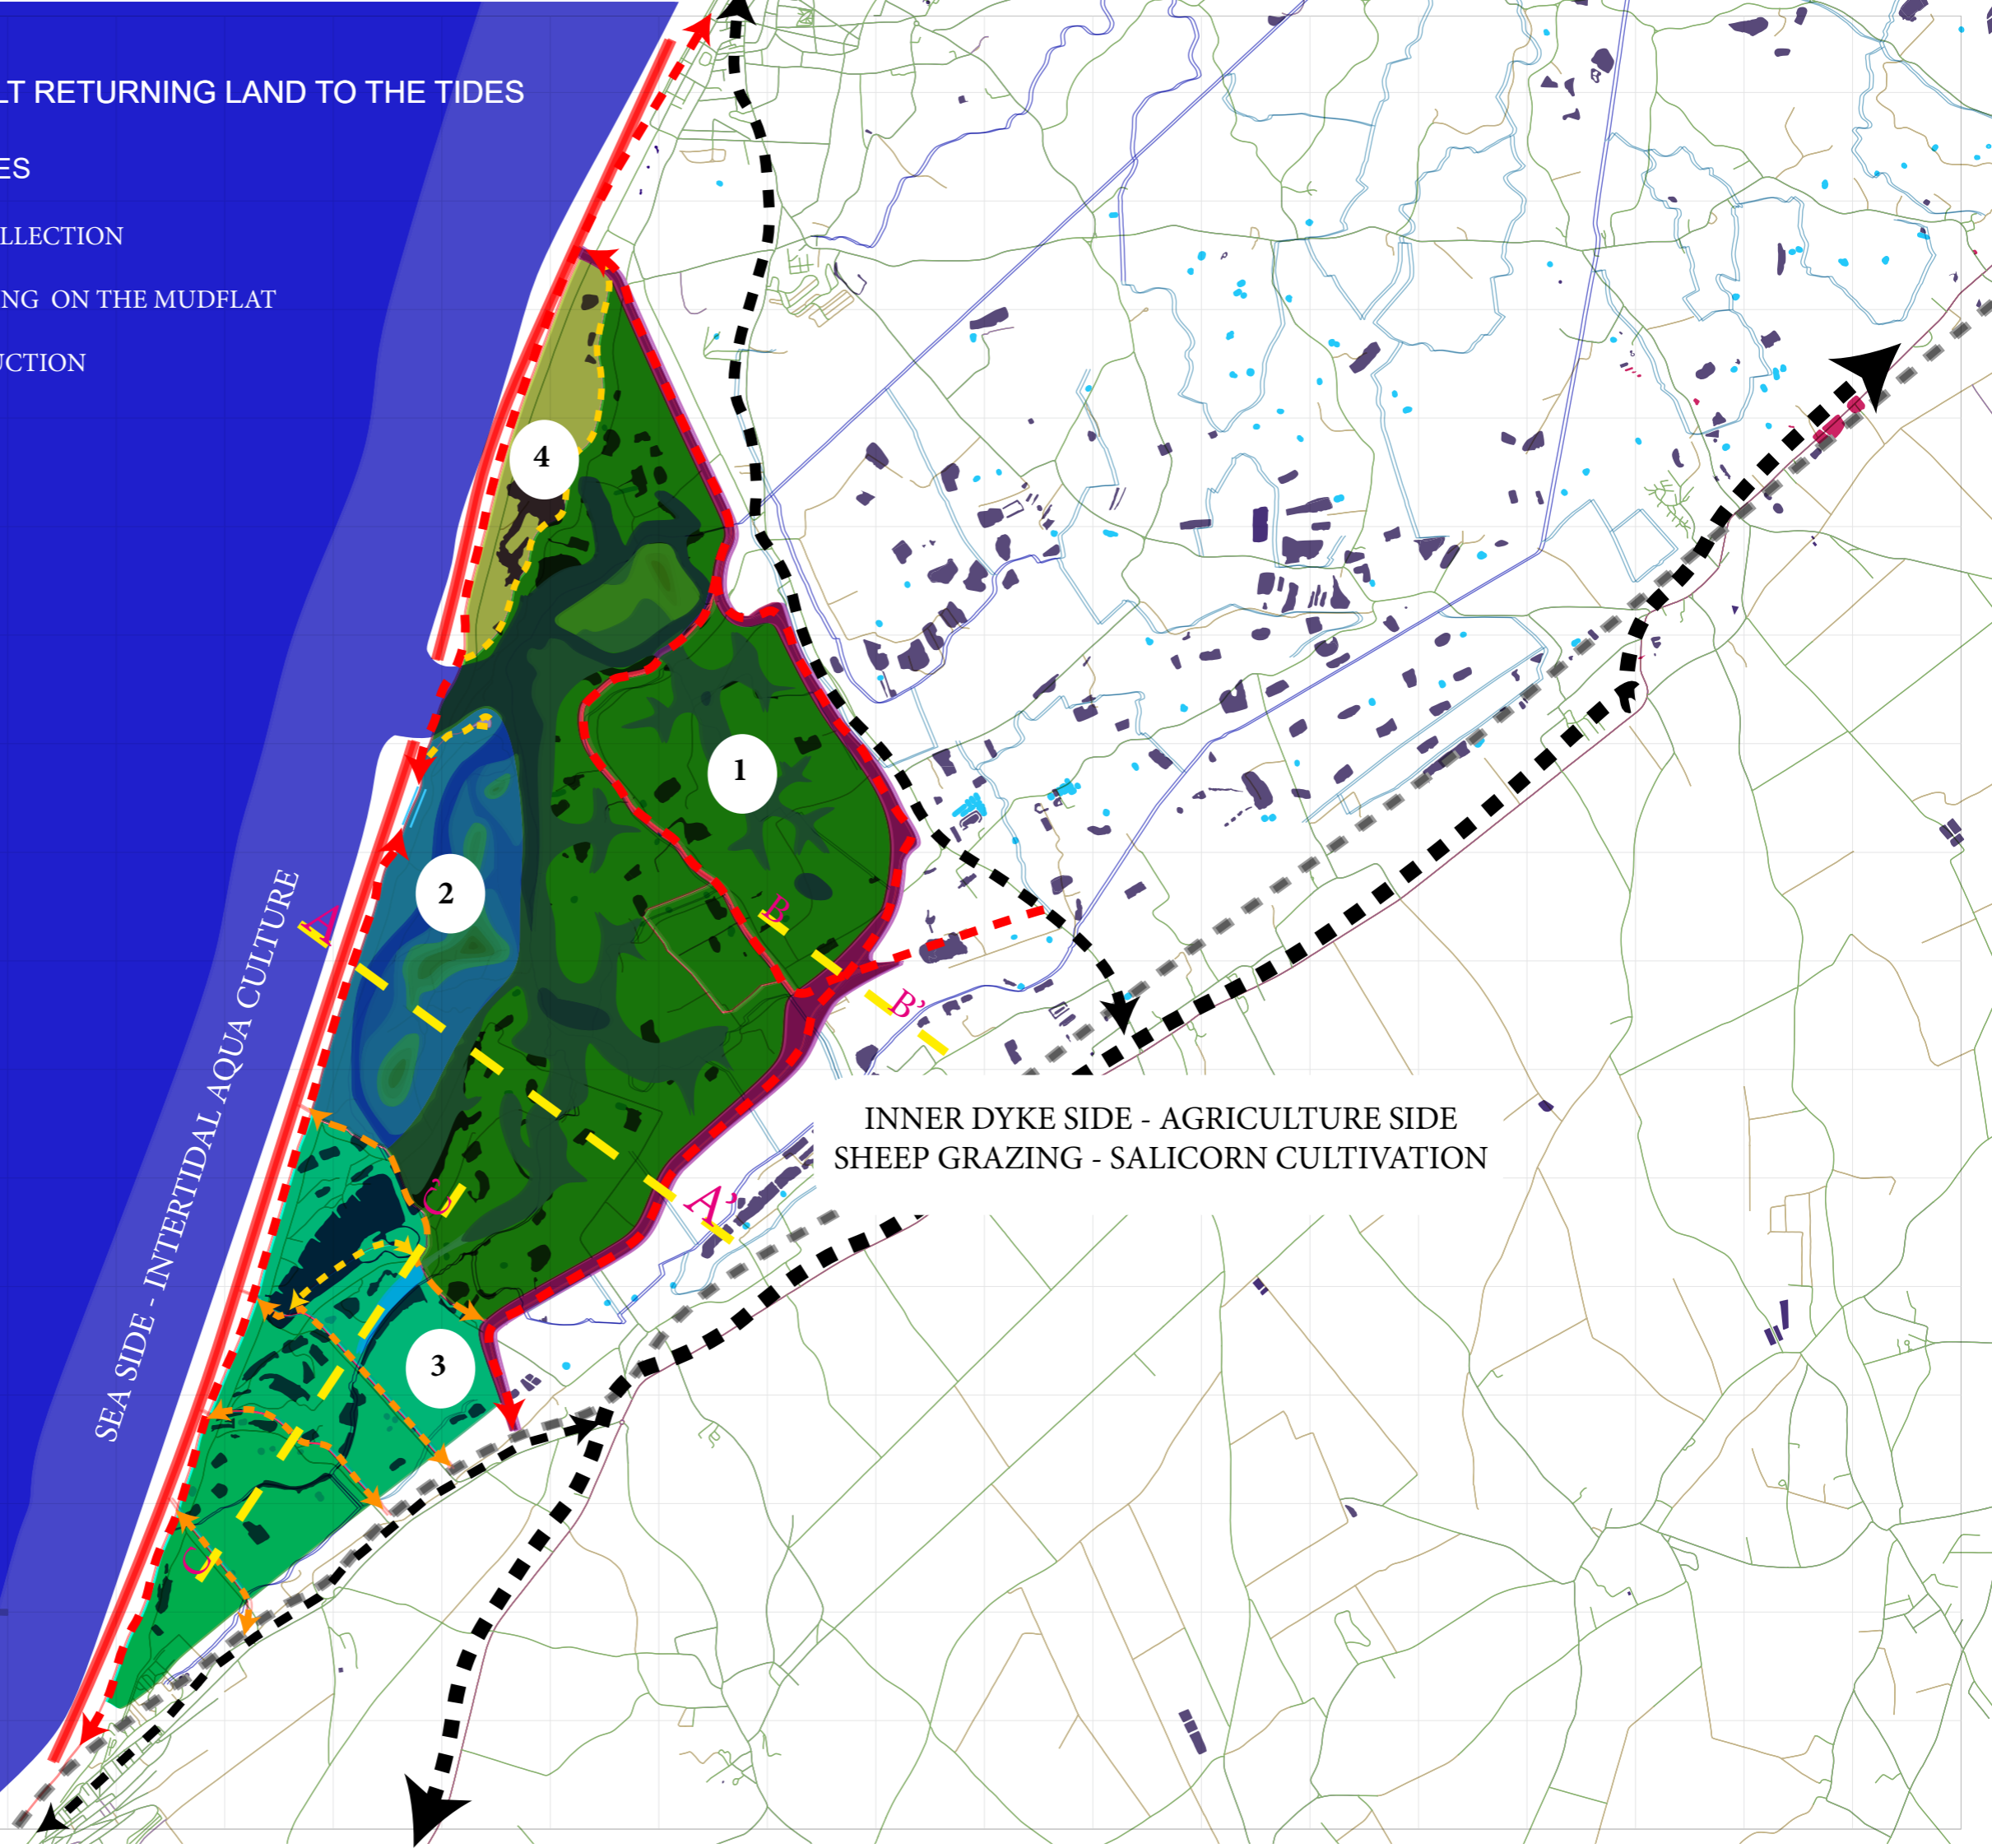 LT RETURNING LAND TO THE TIDES
ES
LLECTION
NG ON THE MUDFLAT
UCTION
4
1
2
A
B
B'
SEA SIDE - INTERTIDAL AQUA CULTURE
INNER DYKE SIDE - AGRICULTURE SIDE
SHEEP GRAZING - SALICORN CULTIVATION
C'
A'
3
C